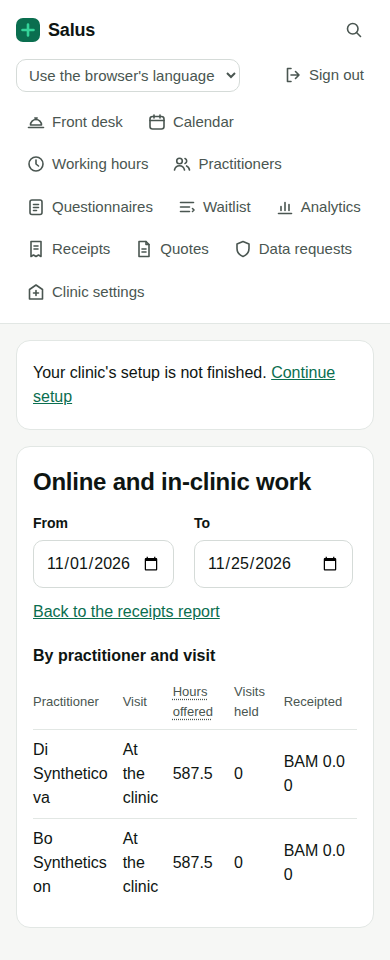 Salus
Use the browser's language
Sign out
Front desk
Calendar
Working hours
Practitioners
Questionnaires
Waitlist
Analytics
Receipts
Quotes
Data requests
Clinic settings
Your clinic's setup is not finished. Continue
setup
Online and in-clinic work
From
To
11/01/2026
11/25/2026
Back to the receipts report
By practitioner and visit
Practitioner
Visit
Hours
offered
Visits
held
Receipted
Di
Synthetico
va
At
the
clinic
587.5
0
BAM 0.0
0
Bo
Synthetics
on
At
the
clinic
587.5
0
BAM 0.0
0